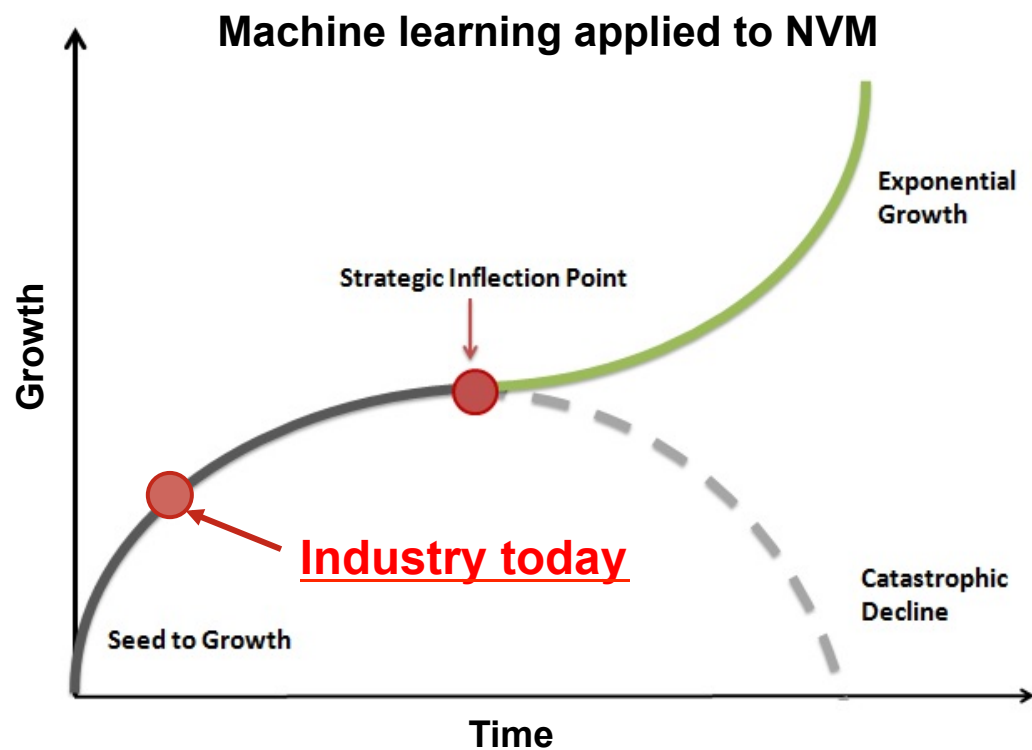 Machine learning applied to NVM
Exponential
Growth
Strategic Inflection Point
Growth
Industry today
Catastrophic
Decline
Seed to Growth
Time